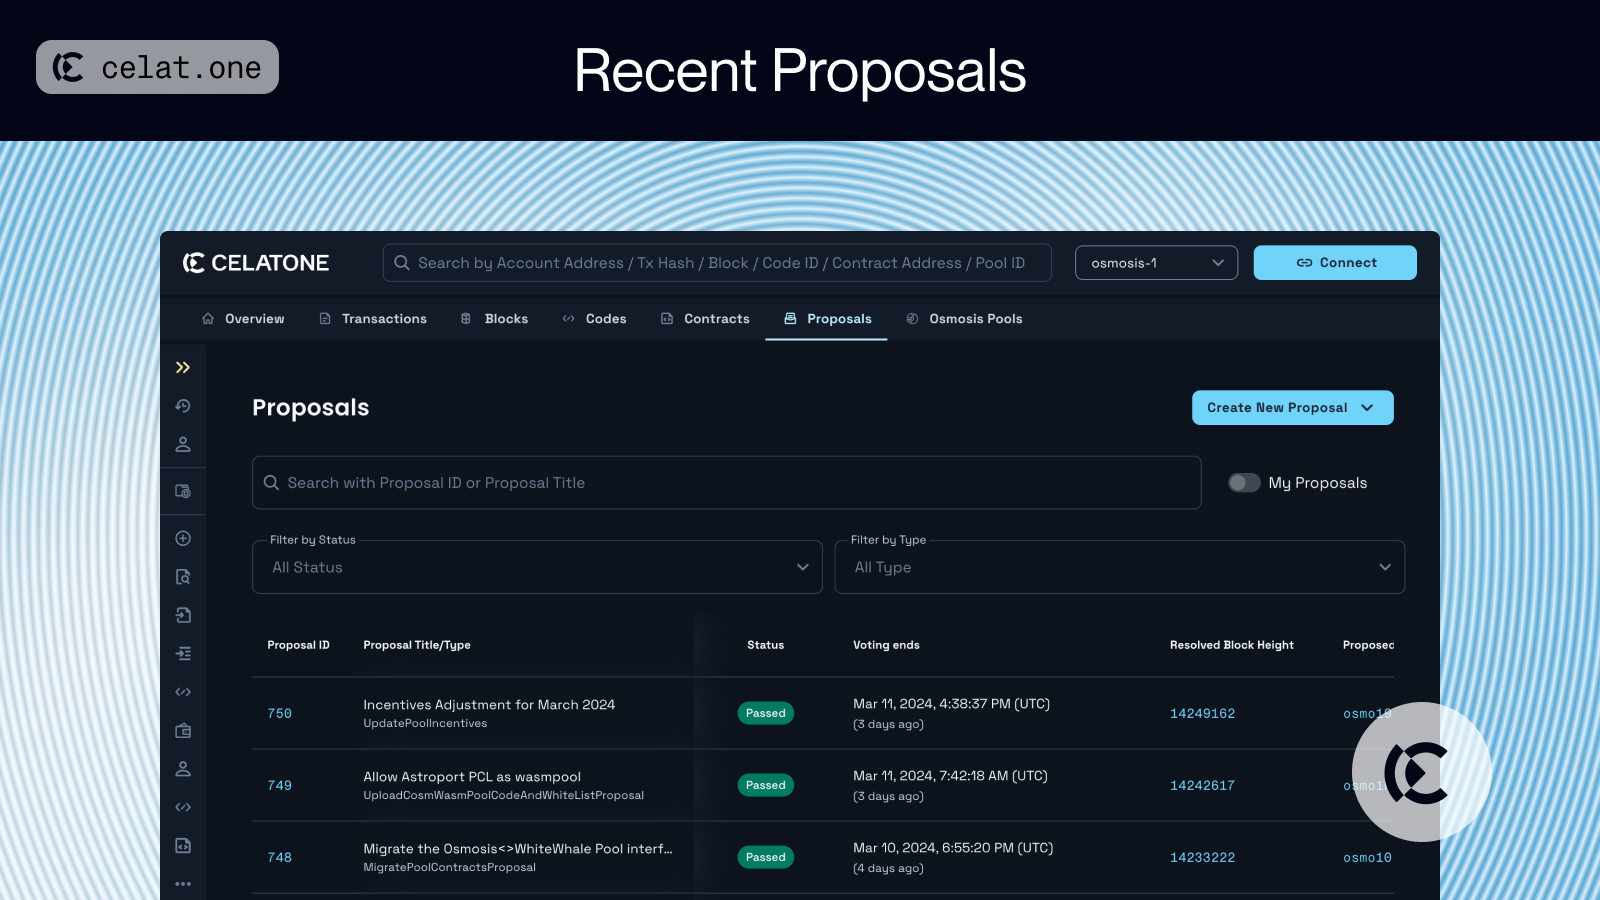 celat.one
Recent Proposals
CELATONE
Search by Account Address / Tx Hash / Block / Code ID / Contract Address / Pool ID
osmosis-1
Connect
Overview
Transactions
Blocks
Codes
Contracts
Proposals
Osmosis Pools
Proposals
Create New Proposal
Search with Proposal ID or Proposal Title
My Proposals
Filter by Status
All Status
Filter by Type
All Type
Proposal ID Proposal Title/Type Status Voting ends Resolved Block Height Proposed
750 Incentives Adjustment for March 2024 Passed Mar 11, 2024, 4:38:37 PM (UTC) 14249162 osmo19
UpdatePoolIncentives (3 days ago)
749 Allow Astroport PCL as wasmpool Passed Mar 11, 2024, 7:42:18 AM (UTC) 14242617
UploadCosmWasmPoolCodeAndWhiteListProposal (3 days ago)
748 Migrate the Osmosis<>WhiteWhale Pool interf... Passed Mar 10, 2024, 6:55:20 PM (UTC) 14233222 osmo10
MigratePoolContractsProposal (4 days ago)